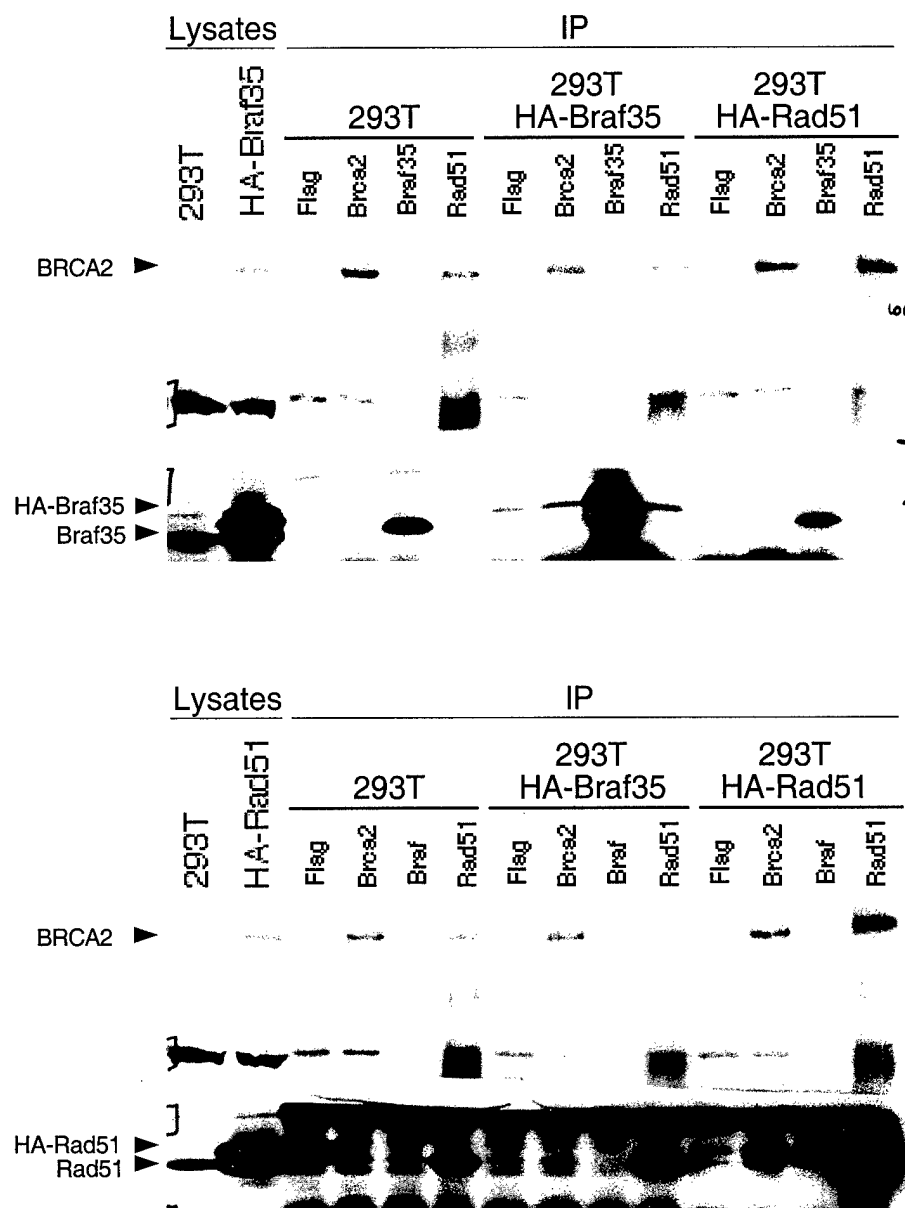 Lysates IP
293T HA-Braf35 293T 293T HA-Braf35 293T HA-Rad51
Flag Brca2 Braf35 Rad51 Flag Brca2 Braf35 Rad51 Flag Brca2 Braf35 Rad51
BRCA2
HA-Braf35
Braf35
Lysates IP
293T HA-Rad51 293T 293T HA-Braf35 293T HA-Rad51
Flag Brca2 Braf Rad51 Flag Brca2 Braf Rad51 Flag Brca2 Braf Rad51
BRCA2
HA-Rad51
Rad51